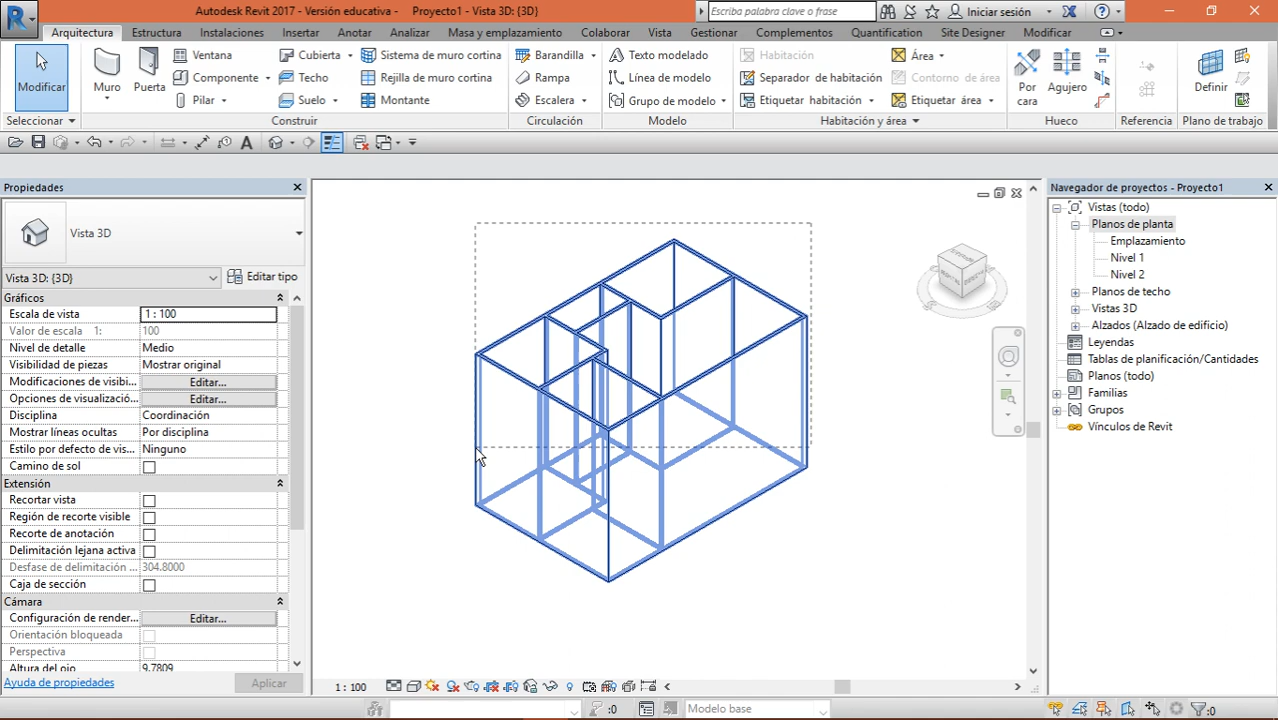 Autodesk Revit 2017 - Versión educativa - Proyecto1 - Vista 3D: {3D}
Escriba palabra clave o frase
Iniciar sesión
Arquitectura Estructura Instalaciones Insertar Anotar Analizar Masa y emplazamiento Colaborar Vista Gestionar Complementos Quantification Site Designer Modificar
Modificar
Muro
Puerta
Ventana
Componente
Pilar
Cubierta
Techo
Suelo
Sistema de muro cortina
Rejilla de muro cortina
Montante
Barandilla
Rampa
Escalera
Texto modelado
Línea de modelo
Grupo de modelo
Habitación
Separador de habitación
Etiquetar habitación
Área
Contorno de área
Etiquetar área
Por cara
Agujero
Definir
Seleccionar Construir Circulación Modelo Habitación y área Hueco Referencia Plano de trabajo
Propiedades
Vista 3D
Vista 3D: {3D} Editar tipo
Gráficos
Escala de vista 1 : 100
Valor de escala 1: 100
Nivel de detalle Medio
Visibilidad de piezas Mostrar original
Modificaciones de visibi... Editar...
Opciones de visualizació... Editar...
Disciplina Coordinación
Mostrar líneas ocultas Por disciplina
Estilo por defecto de vis... Ninguno
Camino de sol
Extensión
Recortar vista
Región de recorte visible
Recorte de anotación
Delimitación lejana activa
Desfase de delimitación ... 304.8000
Caja de sección
Cámara
Configuración de render... Editar...
Orientación bloqueada
Perspectiva
Altura del ojo 9.7809
Ayuda de propiedades Aplicar
1 : 100
Navegador de proyectos - Proyecto1
Vistas (todo)
Planos de planta
Emplazamiento
Nivel 1
Nivel 2
Planos de techo
Vistas 3D
Alzados (Alzado de edificio)
Leyendas
Tablas de planificación/Cantidades
Planos (todo)
Familias
Grupos
Vínculos de Revit
:0 Modelo base :0